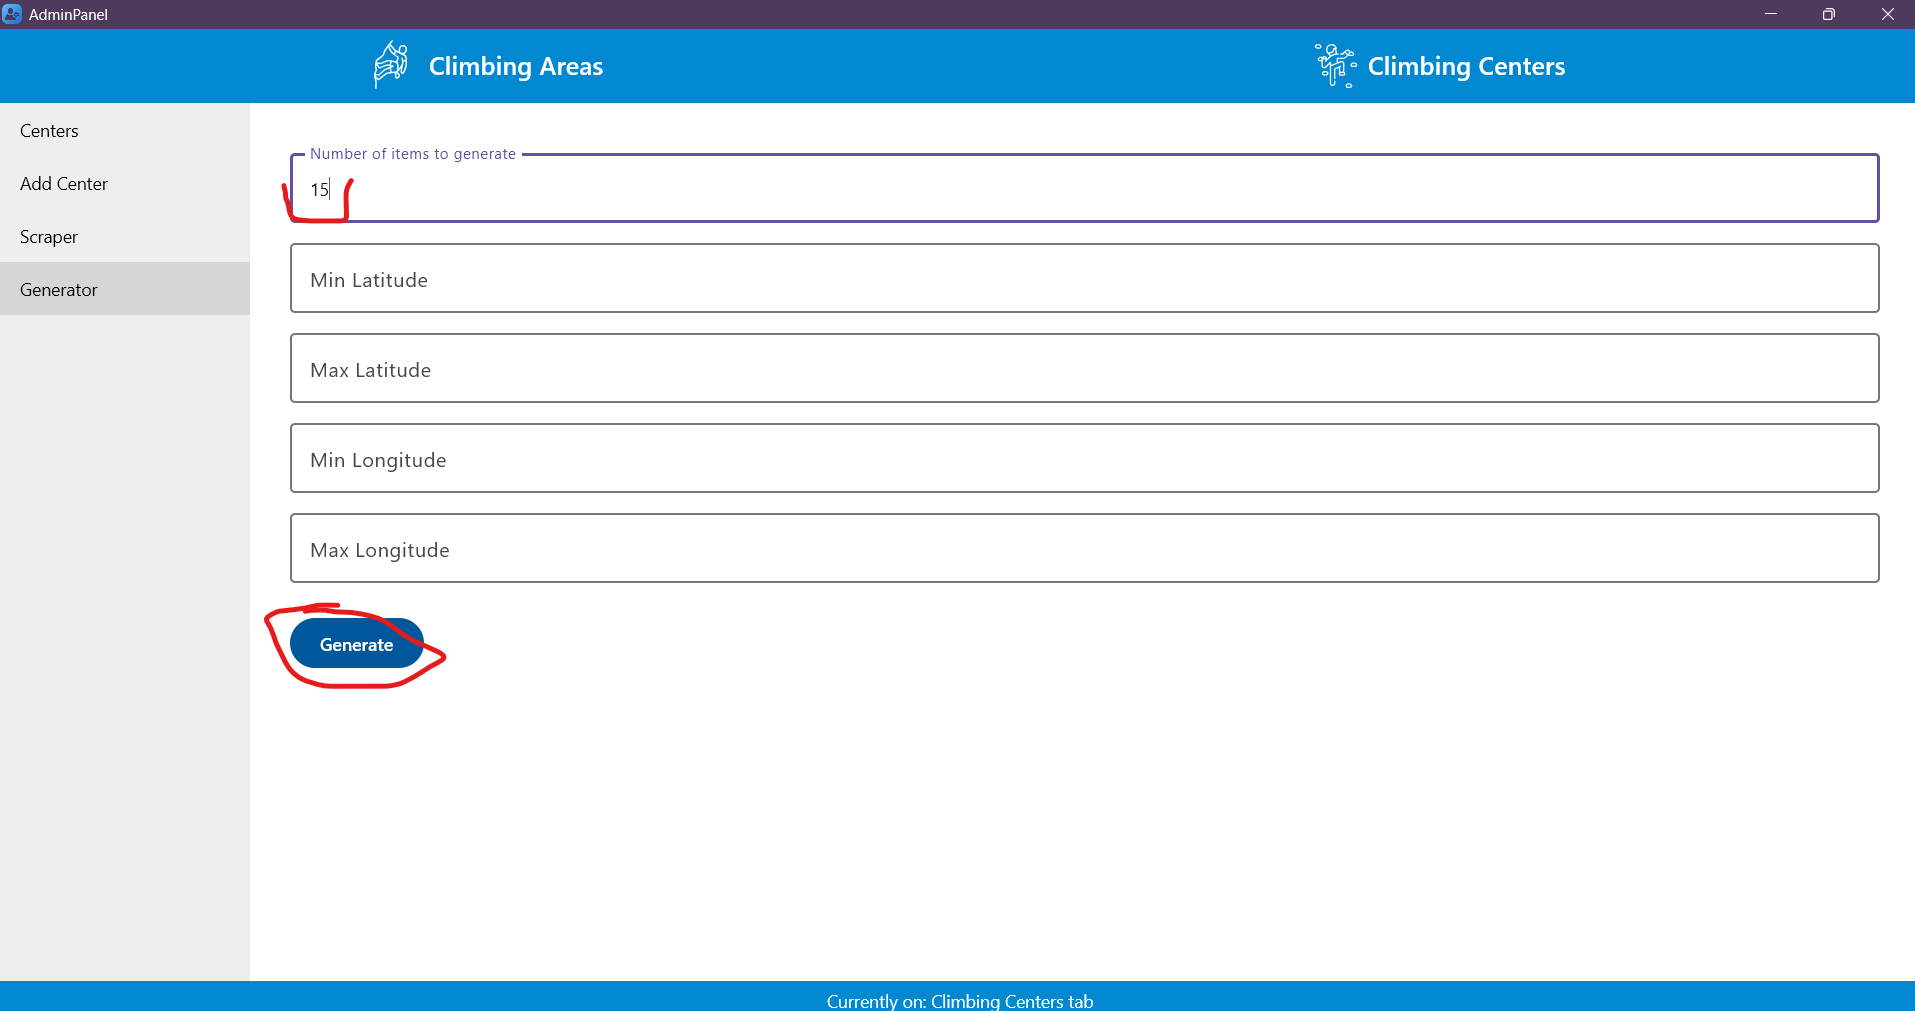 AdminPanel
Climbing Areas
Climbing Centers
Centers
Add Center
Scraper
Generator
Number of items to generate
15
Min Latitude
Max Latitude
Min Longitude
Max Longitude
Generate
Currently on: Climbing Centers tab